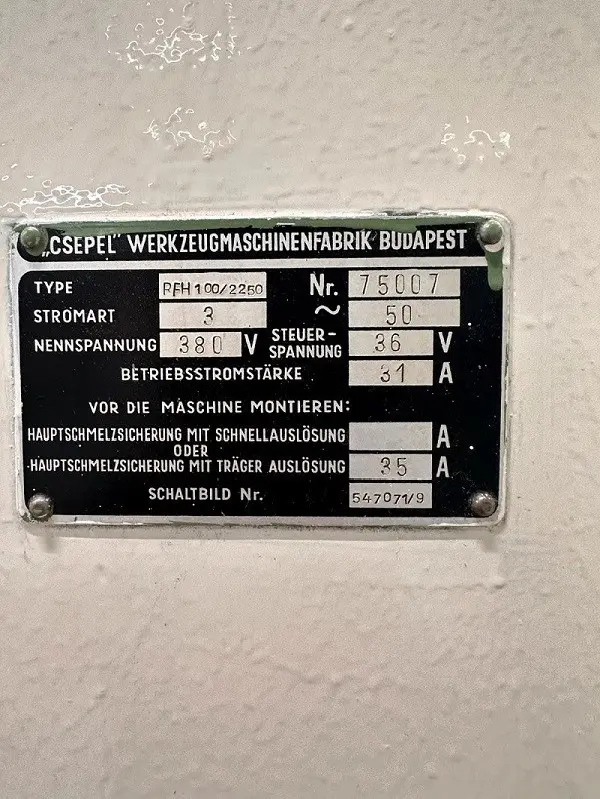 „CSEPEL" WERKZEUGMASCHINENFABRIK BUDAPEST
TYPE RFH 100/2250 Nr. 75007
STROMART 3 ~ 50
NENNSPANNUNG 380 V STEUER-SPANNUNG 36 V
BETRIEBSSTROMSTÄRKE 31 A
VOR DIE MASCHINE MONTIEREN:
HAUPTSCHMELZSICHERUNG MIT SCHNELLAUSLÖSUNG A
ODER
HAUPTSCHMELZSICHERUNG MIT TRÄGER AUSLÖSUNG 35 A
SCHALTBILD Nr. 547071/9